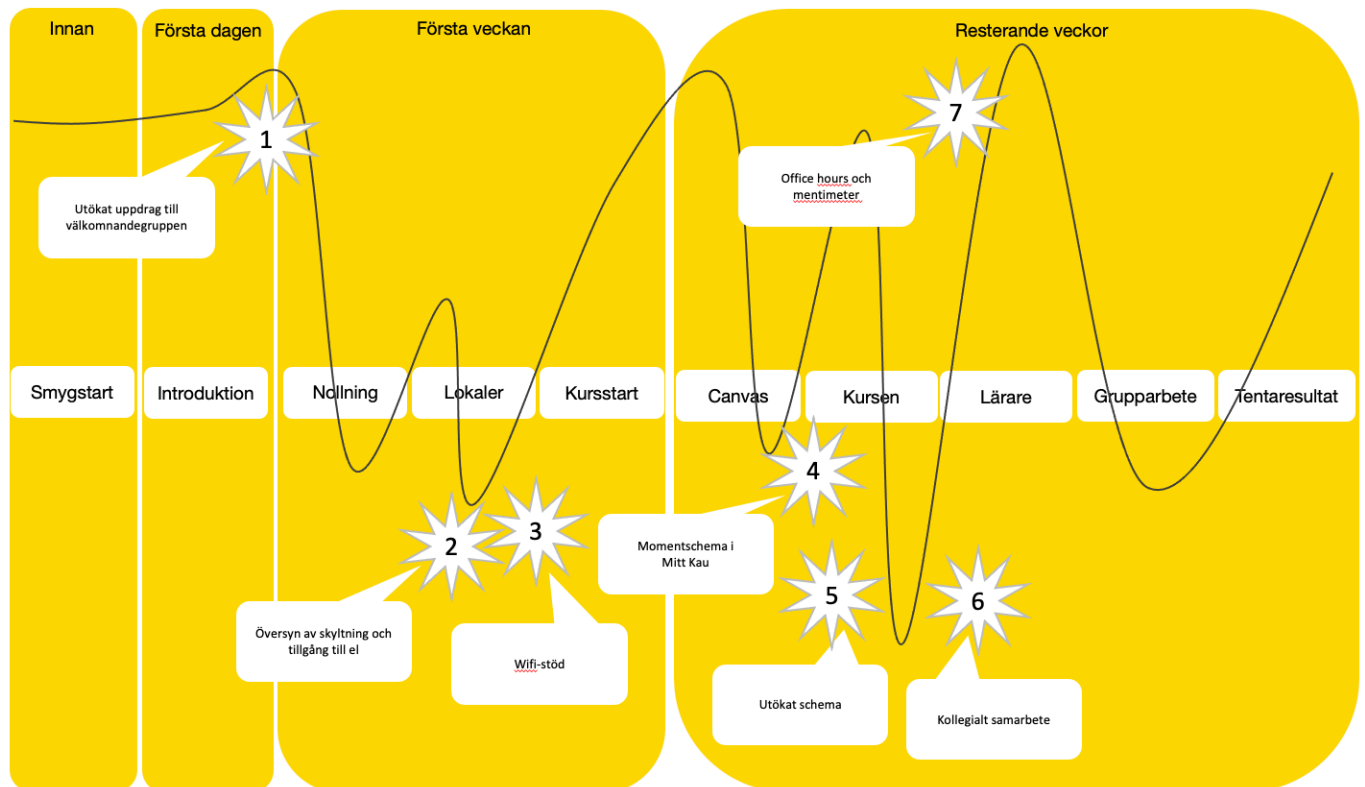 Innan
Första dagen
Första veckan
Resterande veckor
1
Utökat uppdrag till
välkomnandegruppen
7
Office hours och
mentimeter
Smygstart
Introduktion
Nollning
Lokaler
Kursstart
Canvas
Kursen
Lärare
Grupparbete
Tentaresultat
2
Översyn av skyltning och
tillgång till el
3
Wifi-stöd
4
Momentschema i
Mitt Kau
5
Utökat schema
6
Kollegialt samarbete